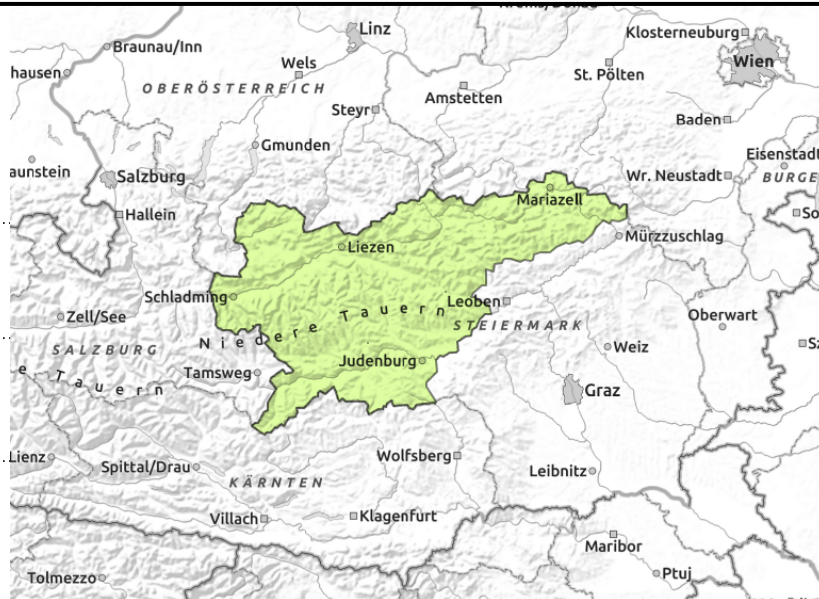 Linz
Braunau/Inn
Klosterneuburg
Wien
hausen
Wels
St. Pölten
OBERÖSTERREICH
Amstetten
Steyr
Baden
Gmunden
Eisenstadt
aunstein
Salzburg
Wr. Neustadt
BURGE
Mariazell
Hallein
So
Mürzzuschlag
Liezen
Schladming
Leoben
Niedere Tauern
Zell/See
STEIERMARK
Oberwart
SALZBURG
Weiz
Sz
Judenburg
Tamsweg
e Tauern
Graz
Lienz
Wolfsberg
Spittal/Drau
Leibnitz
KÄRNTEN
Villach
Klagenfurt
Maribor
Tolmezzo
Ptuj